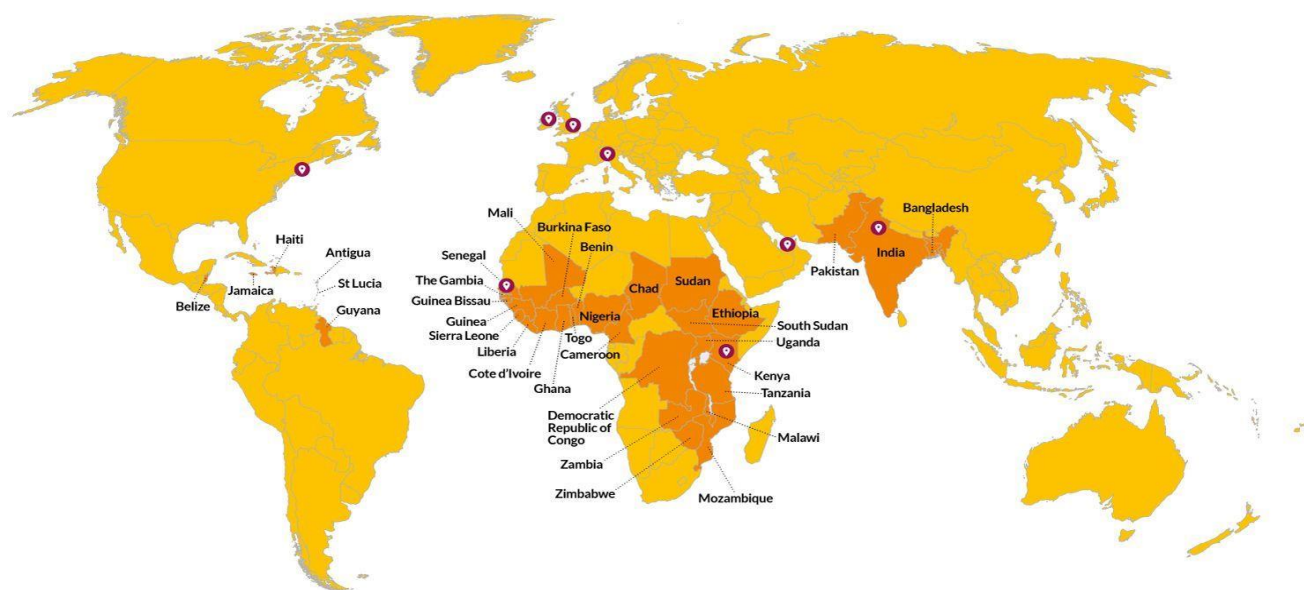 Haiti
Antigua
Jamaica
St Lucia
Belize
Guyana
Mali
Burkina Faso
Benin
Senegal
The Gambia
Guinea Bissau
Guinea
Sierra Leone
Liberia
Cote d'Ivoire
Ghana
Togo
Nigeria
Cameroon
Chad
Sudan
Ethiopia
South Sudan
Uganda
Kenya
Tanzania
Democratic
Republic of
Congo
Malawi
Zambia
Zimbabwe
Mozambique
Bangladesh
Pakistan
India